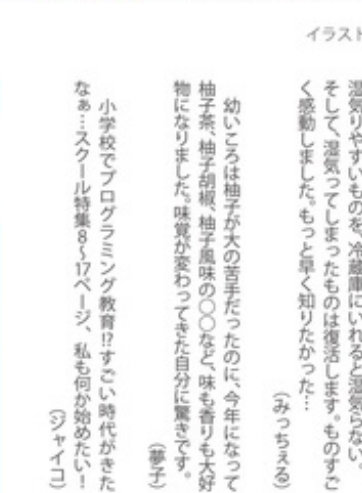 イラスト
湿気りやすいものを、冷蔵庫にいれると湿気らない。
そして、湿気ってしまったものは復活します。ものすご
く感動しました。もっと早く知りたかった…
(みっちぇる)
幼いころは柚子が大の苦手だったのに、今年になって
柚子茶、柚子胡椒、柚子風味の〇〇など、味も香りも大好
物になりました。味覚が変わってきた自分に驚きです。
(夢子)
小学校でプログラミング教育!?すごい時代がきた
なぁ…スクール特集8~17ページ、私も何か始めたい!
(ジャイコ)